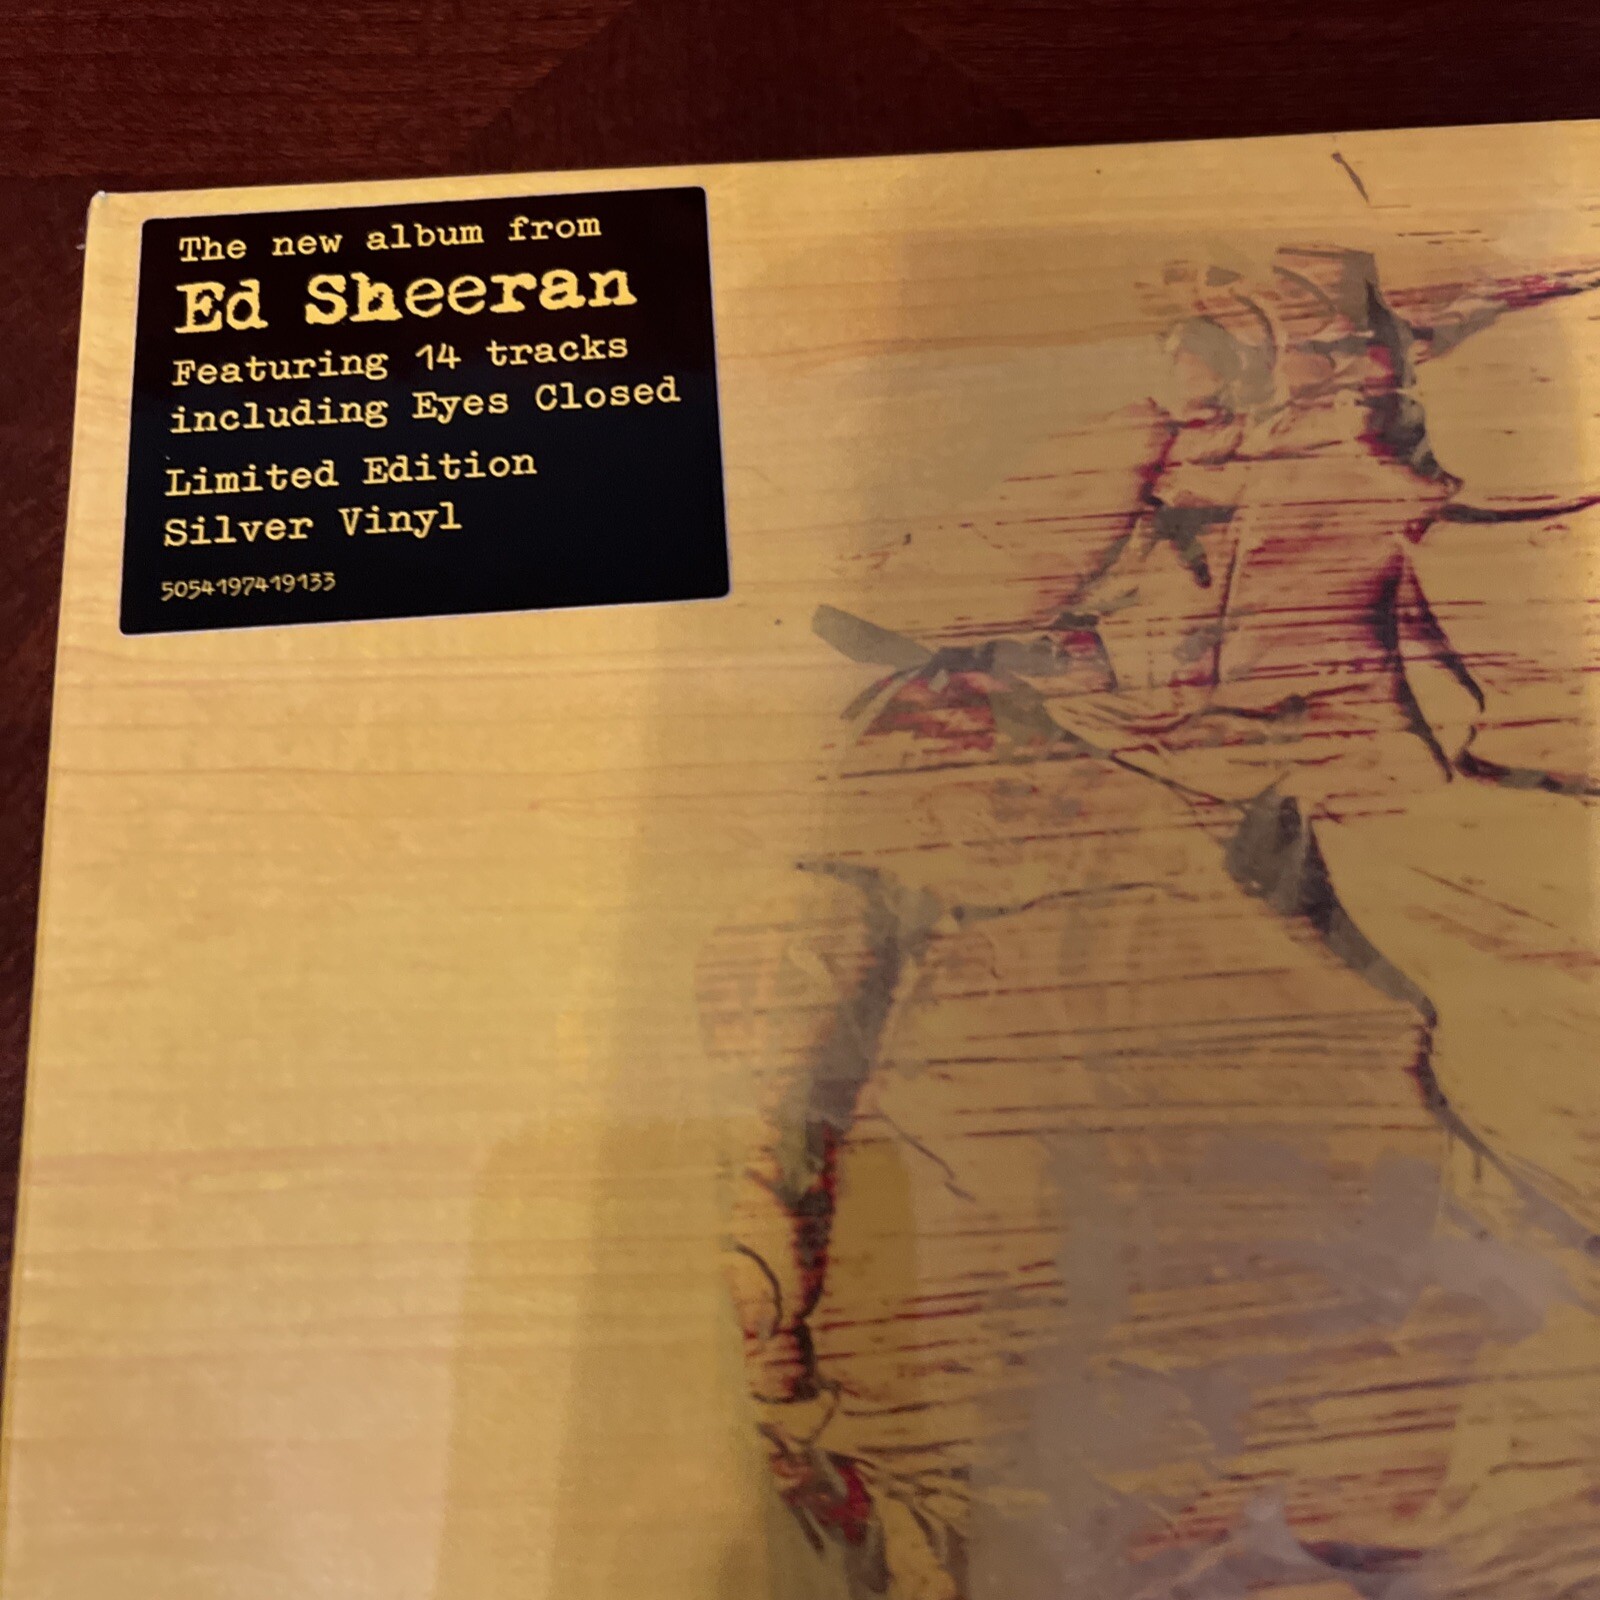 The new album from
Ed Sheeran
Featuring 14 tracks
including Eyes Closed
Limited Edition
Silver Vinyl
5054197419133